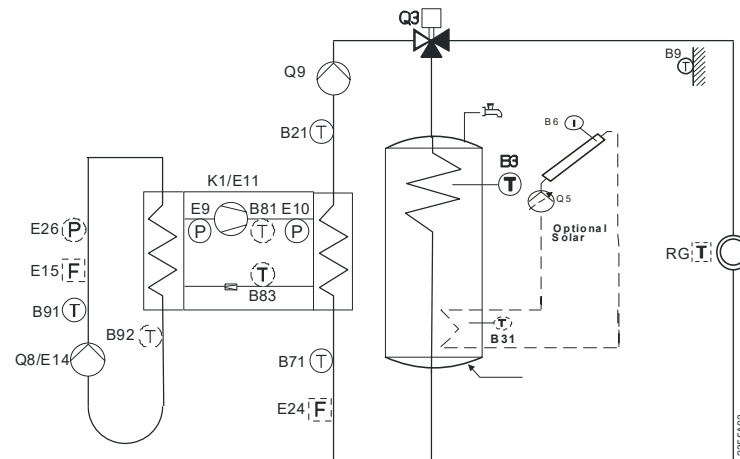 Q3
B9
T
Q9
B6
I
B21 T
B3
T
K1/E11
E9 B81 E10
Q5
P T P
E26 P
Optional
Solar
E15 F
T
RG T
B83
B91 T
T
B92 T
B31
Q8/E14
B71 T
E24 F